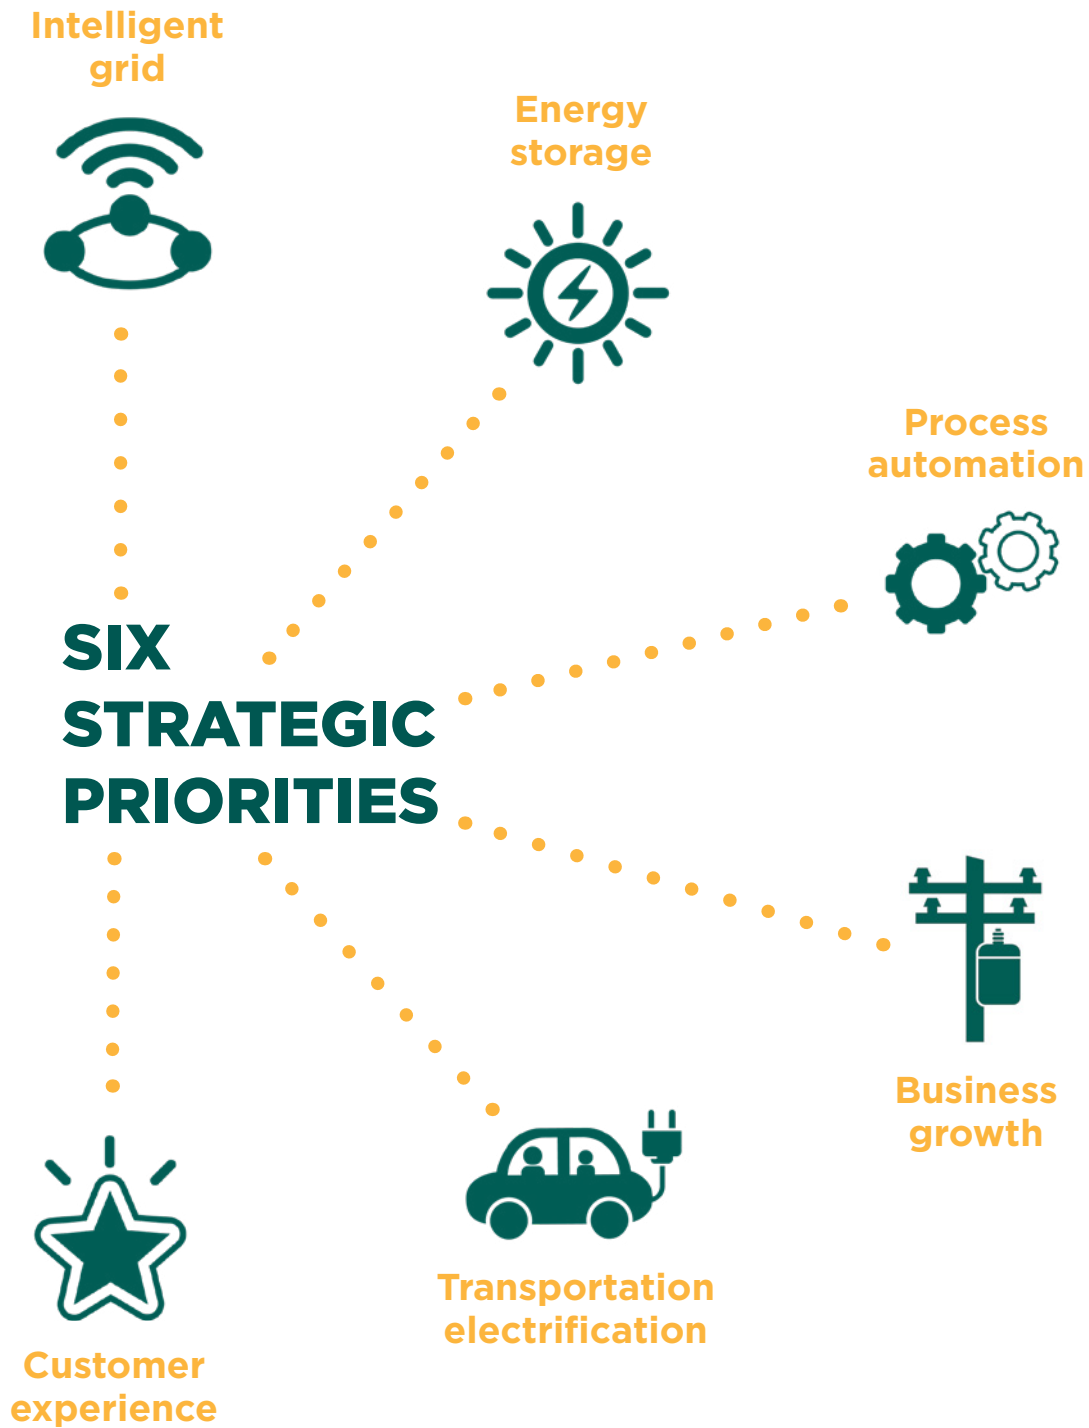 Intelligent
grid
Energy
storage
Process
automation
SIX
STRATEGIC
PRIORITIES
Business
growth
Transportation
electrification
Customer
experience